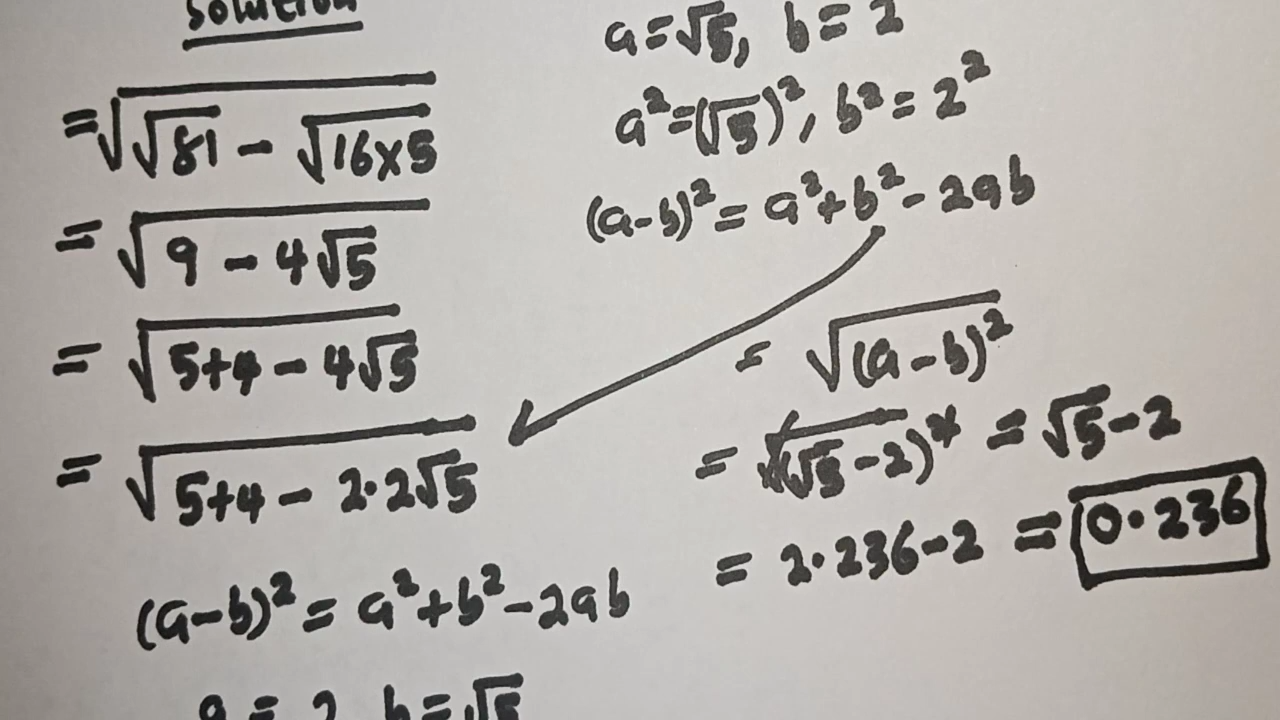 Solution
=√(√81 - √(16×5))
= √(9 - 4√5)
= √(5+4 - 4√5)
= √(5+4 - 2·2√5)
(a-b)² = a²+b²-2ab
a = 2, b = √5
a=√5, b=2
a²=(√5)², b²=2²
(a-b)² = a²+b²-2ab
= √(a-b)²
= √(√5-2)² = √5-2
= 2.236-2 = 0.236